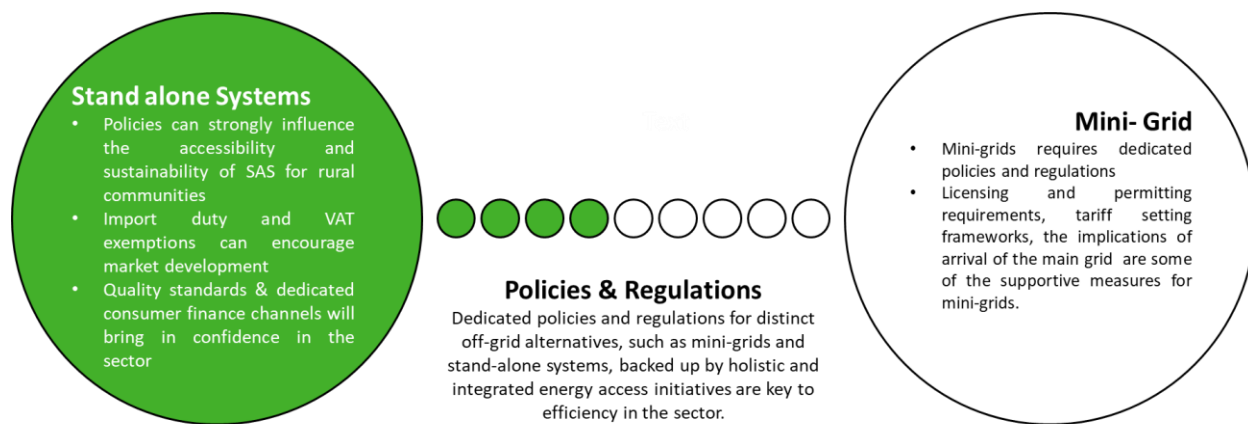 Stand alone Systems
• Policies can strongly influence
the accessibility and
sustainability of SAS for rural
communities
• Import duty and VAT
exemptions can encourage
market development
• Quality standards & dedicated
consumer finance channels will
bring in confidence in the
sector
Policies & Regulations
Dedicated policies and regulations for distinct
off-grid alternatives, such as mini-grids and
stand-alone systems, backed up by holistic and
integrated energy access initiatives are key to
efficiency in the sector.
Mini- Grid
• Mini-grids requires dedicated
policies and regulations
• Licensing and permitting
requirements, tariff setting
frameworks, the implications of
arrival of the main grid are some
of the supportive measures for
mini-grids.